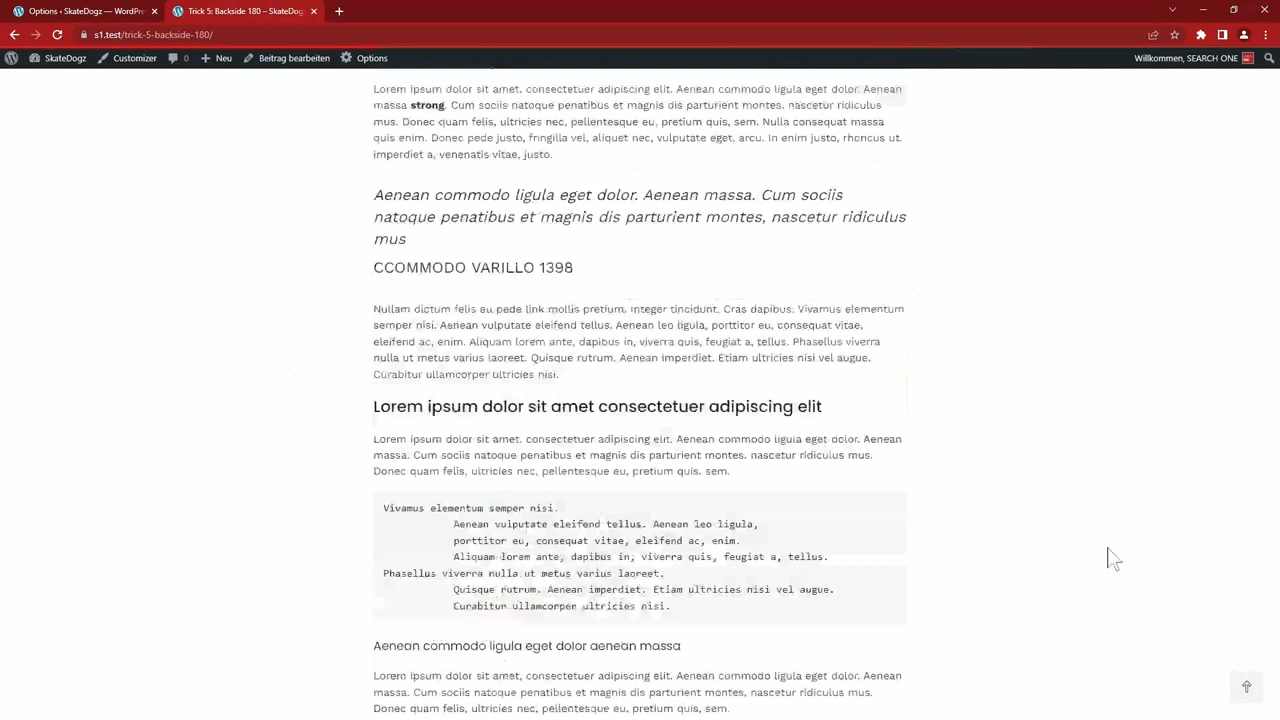 Options ‹ SkateDogz — WordPre
Trick 5: Backside 180 – SkateDog
s1.test/trick-5-backside-180/
SkateDogz Customizer 0 Neu Beitrag bearbeiten Options Willkommen, SEARCH ONE
Lorem ipsum dolor sit amet, consectetuer adipiscing elit. Aenean commodo ligula eget dolor. Aenean
massa strong. Cum sociis natoque penatibus et magnis dis parturient montes, nascetur ridiculus
mus. Donec quam felis, ultricies nec, pellentesque eu, pretium quis, sem. Nulla consequat massa
quis enim. Donec pede justo, fringilla vel, aliquet nec, vulputate eget, arcu. In enim justo, rhoncus ut,
imperdiet a, venenatis vitae, justo.
Aenean commodo ligula eget dolor. Aenean massa. Cum sociis
natoque penatibus et magnis dis parturient montes, nascetur ridiculus
mus
CCOMMODO VARILLO 1398
Nullam dictum felis eu pede link mollis pretium. Integer tincidunt. Cras dapibus. Vivamus elementum
semper nisi. Aenean vulputate eleifend tellus. Aenean leo ligula, porttitor eu, consequat vitae,
eleifend ac, enim. Aliquam lorem ante, dapibus in, viverra quis, feugiat a, tellus. Phasellus viverra
nulla ut metus varius laoreet. Quisque rutrum. Aenean imperdiet. Etiam ultricies nisi vel augue.
Curabitur ullamcorper ultricies nisi.
Lorem ipsum dolor sit amet consectetuer adipiscing elit
Lorem ipsum dolor sit amet, consectetuer adipiscing elit. Aenean commodo ligula eget dolor. Aenean
massa. Cum sociis natoque penatibus et magnis dis parturient montes, nascetur ridiculus mus.
Donec quam felis, ultricies nec, pellentesque eu, pretium quis, sem.
Vivamus elementum semper nisi.
Aenean vulputate eleifend tellus. Aenean leo ligula,
porttitor eu, consequat vitae, eleifend ac, enim.
Aliquam lorem ante, dapibus in, viverra quis, feugiat a, tellus.
Phasellus viverra nulla ut metus varius laoreet.
Quisque rutrum. Aenean imperdiet. Etiam ultricies nisi vel augue.
Curabitur ullamcorper ultricies nisi.
Aenean commodo ligula eget dolor aenean massa
Lorem ipsum dolor sit amet, consectetuer adipiscing elit. Aenean commodo ligula eget dolor. Aenean
massa. Cum sociis natoque penatibus et magnis dis parturient montes, nascetur ridiculus mus.
Donec quam felis, ultricies nec, pellentesque eu, pretium quis, sem.